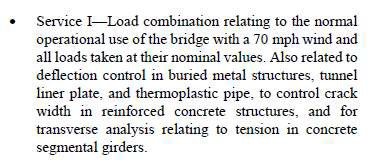 • Service I—Load combination relating to the normal
operational use of the bridge with a 70 mph wind and
all loads taken at their nominal values. Also related to
deflection control in buried metal structures, tunnel
liner plate, and thermoplastic pipe, to control crack
width in reinforced concrete structures, and for
transverse analysis relating to tension in concrete
segmental girders.